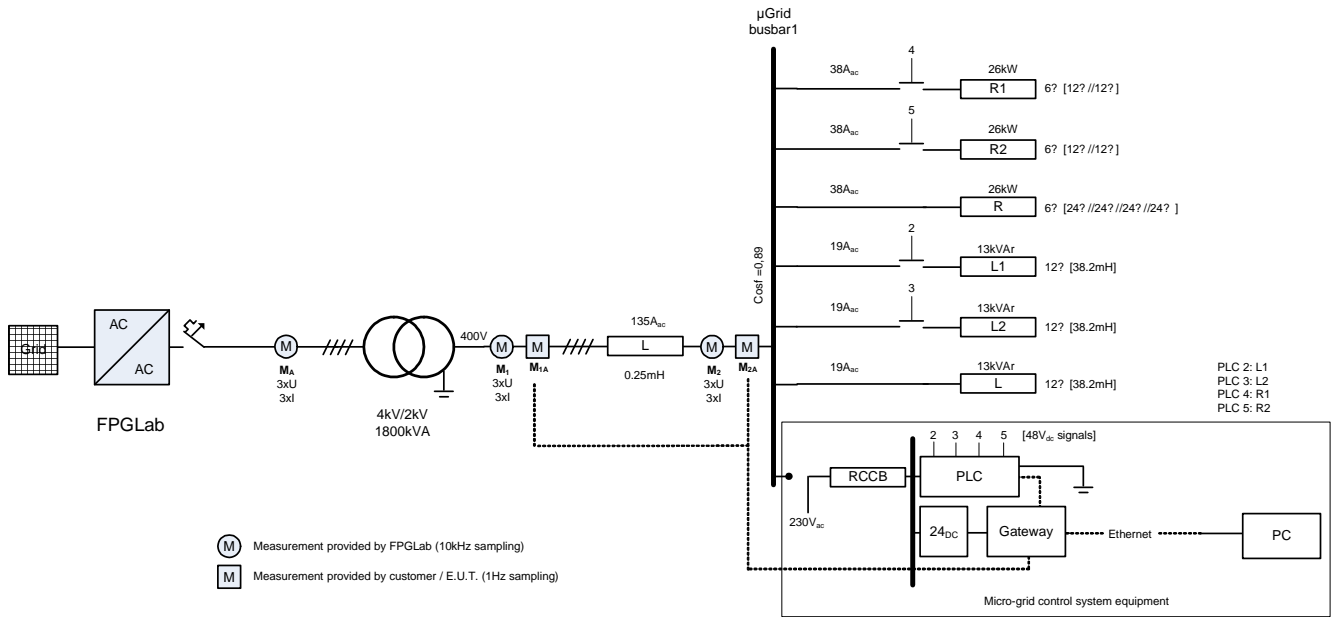 µGrid
busbar1
4
38Aac
26kW
R1
6? [12? //12? ]
5
38Aac
26kW
R2
6? [12? //12? ]
38Aac
26kW
R
6? [24? //24? //24? //24? ]
2
19Aac
13kVAr
L1
12? [38.2mH]
Cosf =0,89
3
19Aac
13kVAr
L2
12? [38.2mH]
19Aac
13kVAr
L
12? [38.2mH]
PLC 2: L1
PLC 3: L2
PLC 4: R1
PLC 5: R2
Grid
AC
AC
FPGLab
M
MA
3xU
3xI
4kV/2kV
1800kVA
400V
M
M1
3xU
3xI
M
M1A
135Aac
L
0.25mH
M
M2
3xU
3xI
M
M2A
2 3 4 5 [48Vdc signals]
RCCB
PLC
230Vac
24DC
Gateway
Ethernet
PC
Micro-grid control system equipment
M Measurement provided by FPGLab (10kHz sampling)
M Measurement provided by customer / E.U.T. (1Hz sampling)